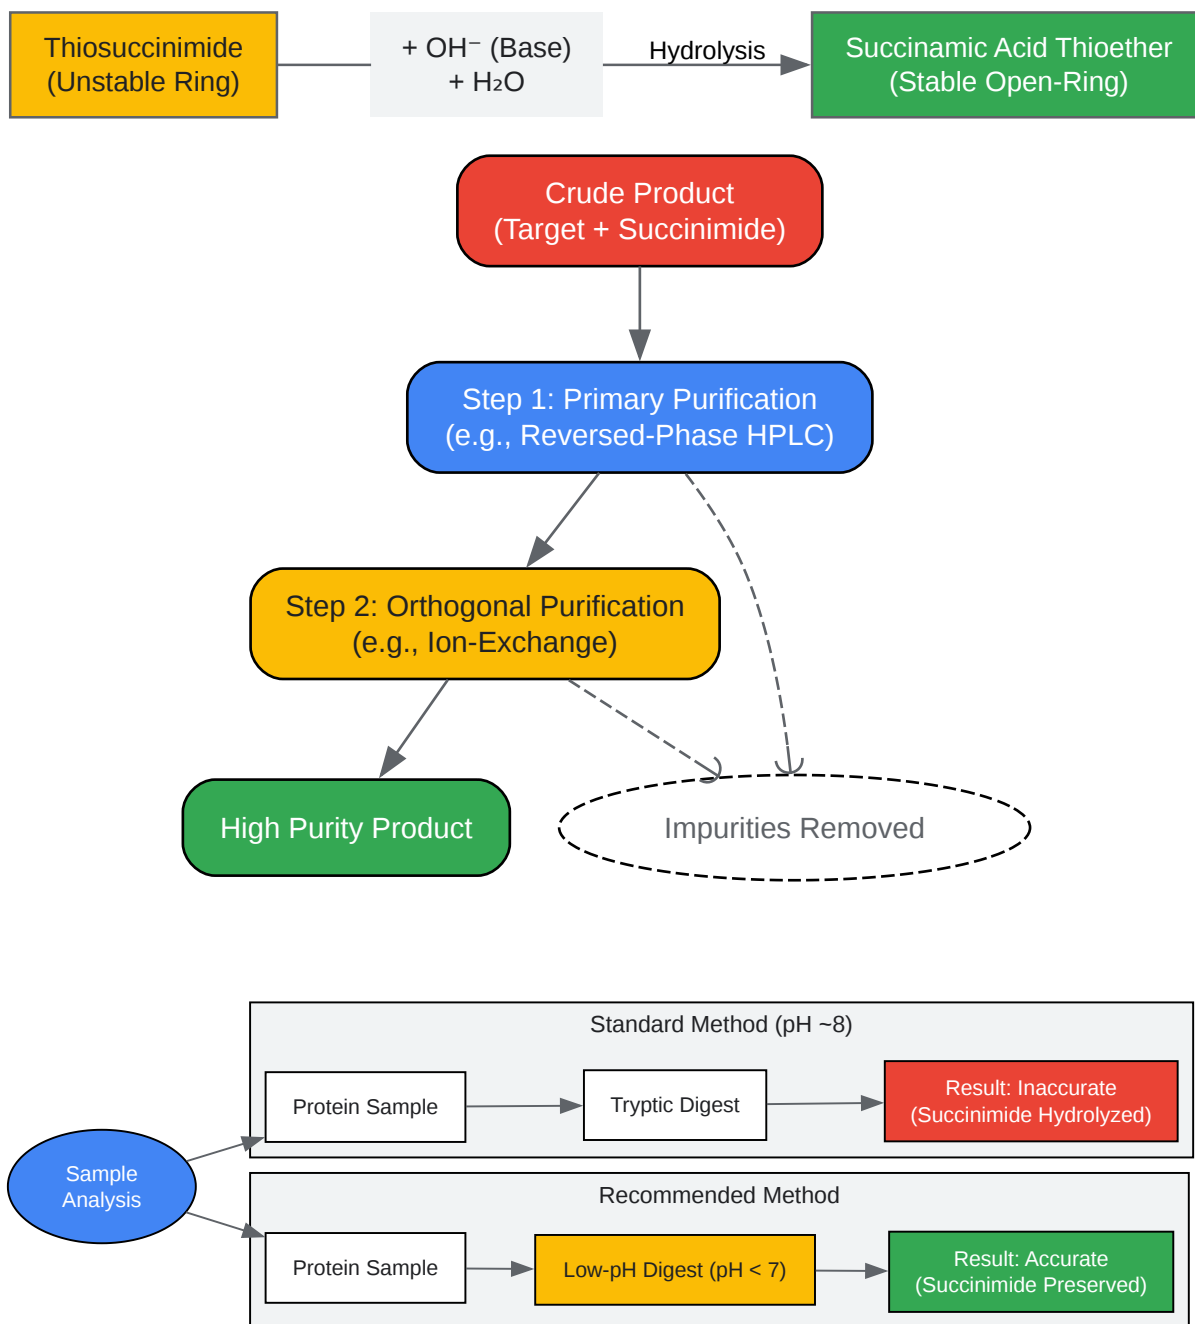 Thiosuccinimide
(Unstable Ring)
+ OH⁻ (Base)
+ H₂O
Hydrolysis
Succinamic Acid Thioether
(Stable Open-Ring)
Crude Product
(Target + Succinimide)
Step 1: Primary Purification
(e.g., Reversed-Phase HPLC)
Step 2: Orthogonal Purification
(e.g., Ion-Exchange)
High Purity Product
Impurities Removed
Standard Method (pH ~8)
Protein Sample
Tryptic Digest
Result: Inaccurate
(Succinimide Hydrolyzed)
Sample
Analysis
Recommended Method
Protein Sample
Low-pH Digest (pH < 7)
Result: Accurate
(Succinimide Preserved)